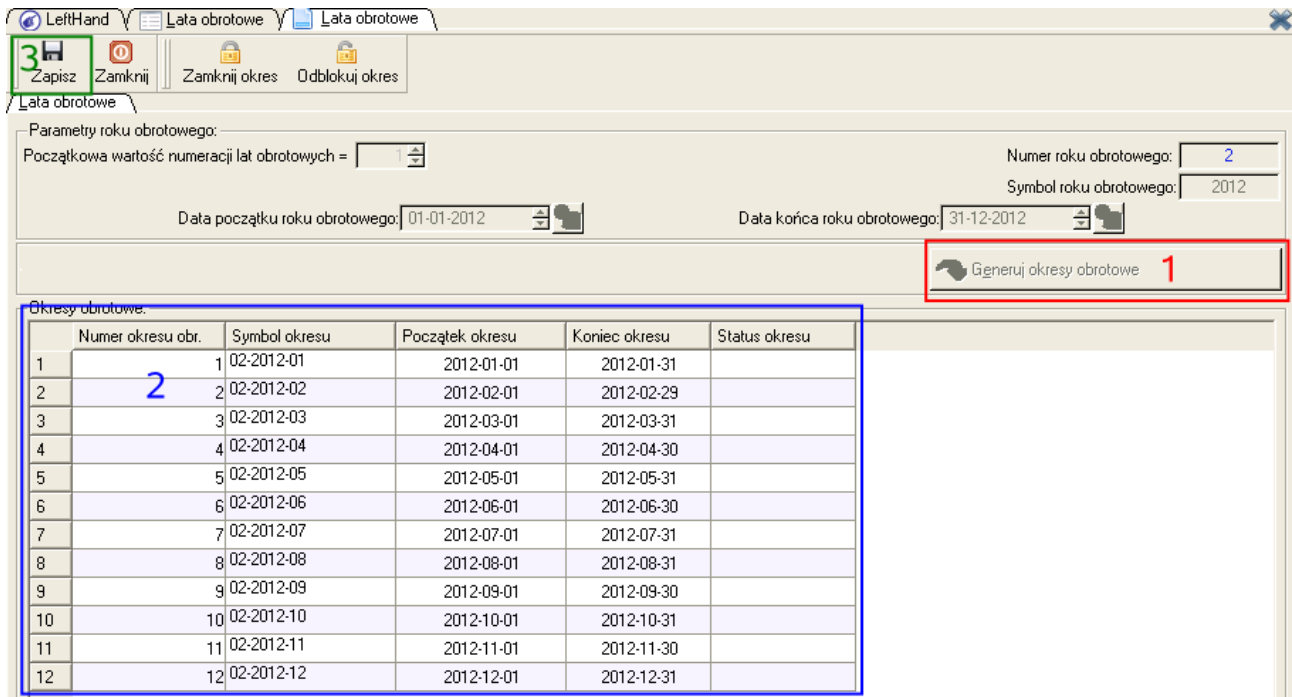 LeftHand Lata obrotowe Lata obrotowe
3 Zapisz Zamknij Zamknij okres Odblokuj okres
Lata obrotowe
Parametry roku obrotowego:
Początkowa wartość numeracji lat obrotowych = 1 Numer roku obrotowego: 2
Symbol roku obrotowego: 2012
Data początku roku obrotowego: 01-01-2012 Data końca roku obrotowego: 31-12-2012
Generuj okresy obrotowe 1
Okresy obrotowe:
Numer okresu obr. Symbol okresu Początek okresu Koniec okresu Status okresu
1 1 02-2012-01 2012-01-01 2012-01-31
2 2 2 02-2012-02 2012-02-01 2012-02-29
3 3 02-2012-03 2012-03-01 2012-03-31
4 4 02-2012-04 2012-04-01 2012-04-30
5 5 02-2012-05 2012-05-01 2012-05-31
6 6 02-2012-06 2012-06-01 2012-06-30
7 7 02-2012-07 2012-07-01 2012-07-31
8 8 02-2012-08 2012-08-01 2012-08-31
9 9 02-2012-09 2012-09-01 2012-09-30
10 10 02-2012-10 2012-10-01 2012-10-31
11 11 02-2012-11 2012-11-01 2012-11-30
12 12 02-2012-12 2012-12-01 2012-12-31